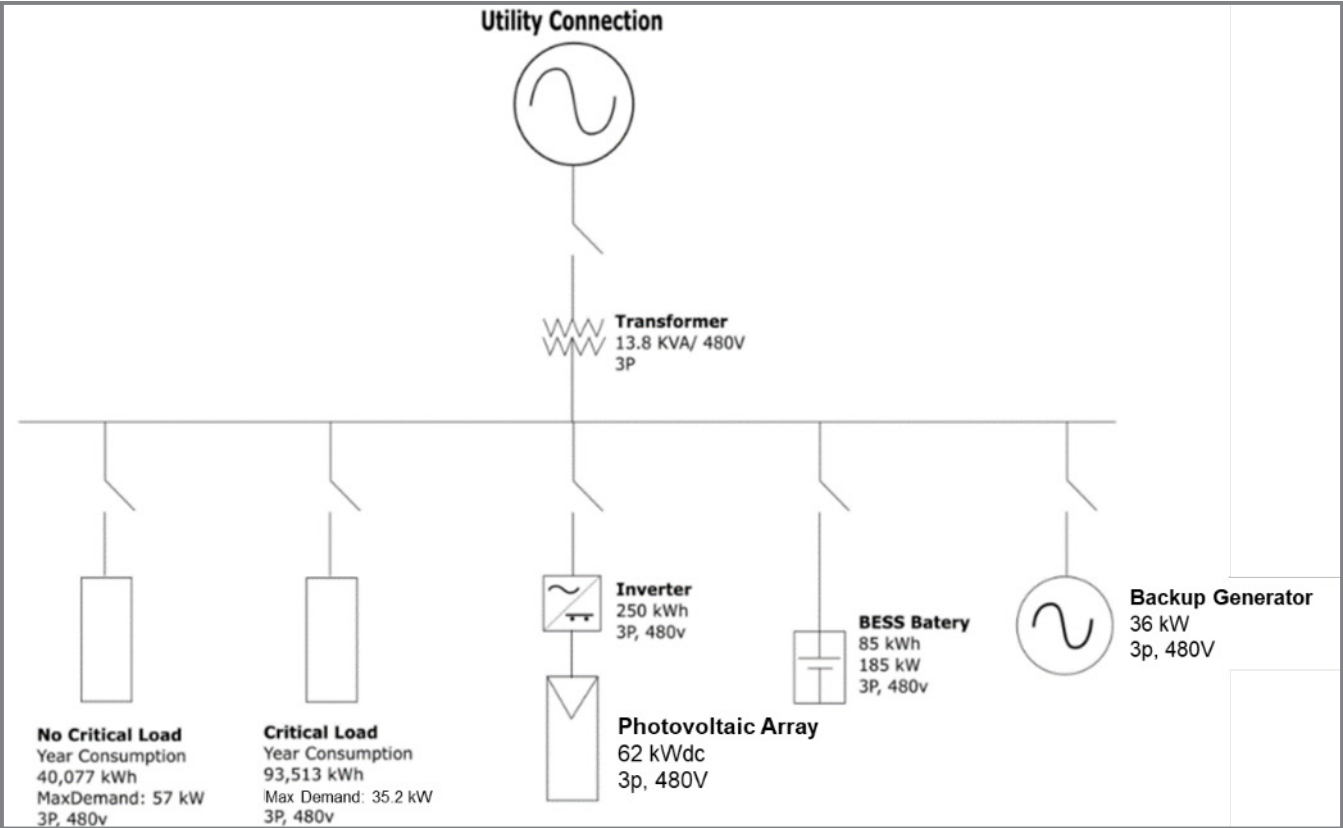 Utility Connection
Transformer
13.8 KVA/ 480V
3P
Inverter
250 kWh
3P, 480v
BESS Batery
85 kWh
185 kW
3P, 480v
Backup Generator
36 kW
3p, 480V
No Critical Load
Year Consumption
40,077 kWh
MaxDemand: 57 kW
3P, 480v
Critical Load
Year Consumption
93,513 kWh
Max Demand: 35.2 kW
3P, 480v
Photovoltaic Array
62 kWdc
3p, 480V